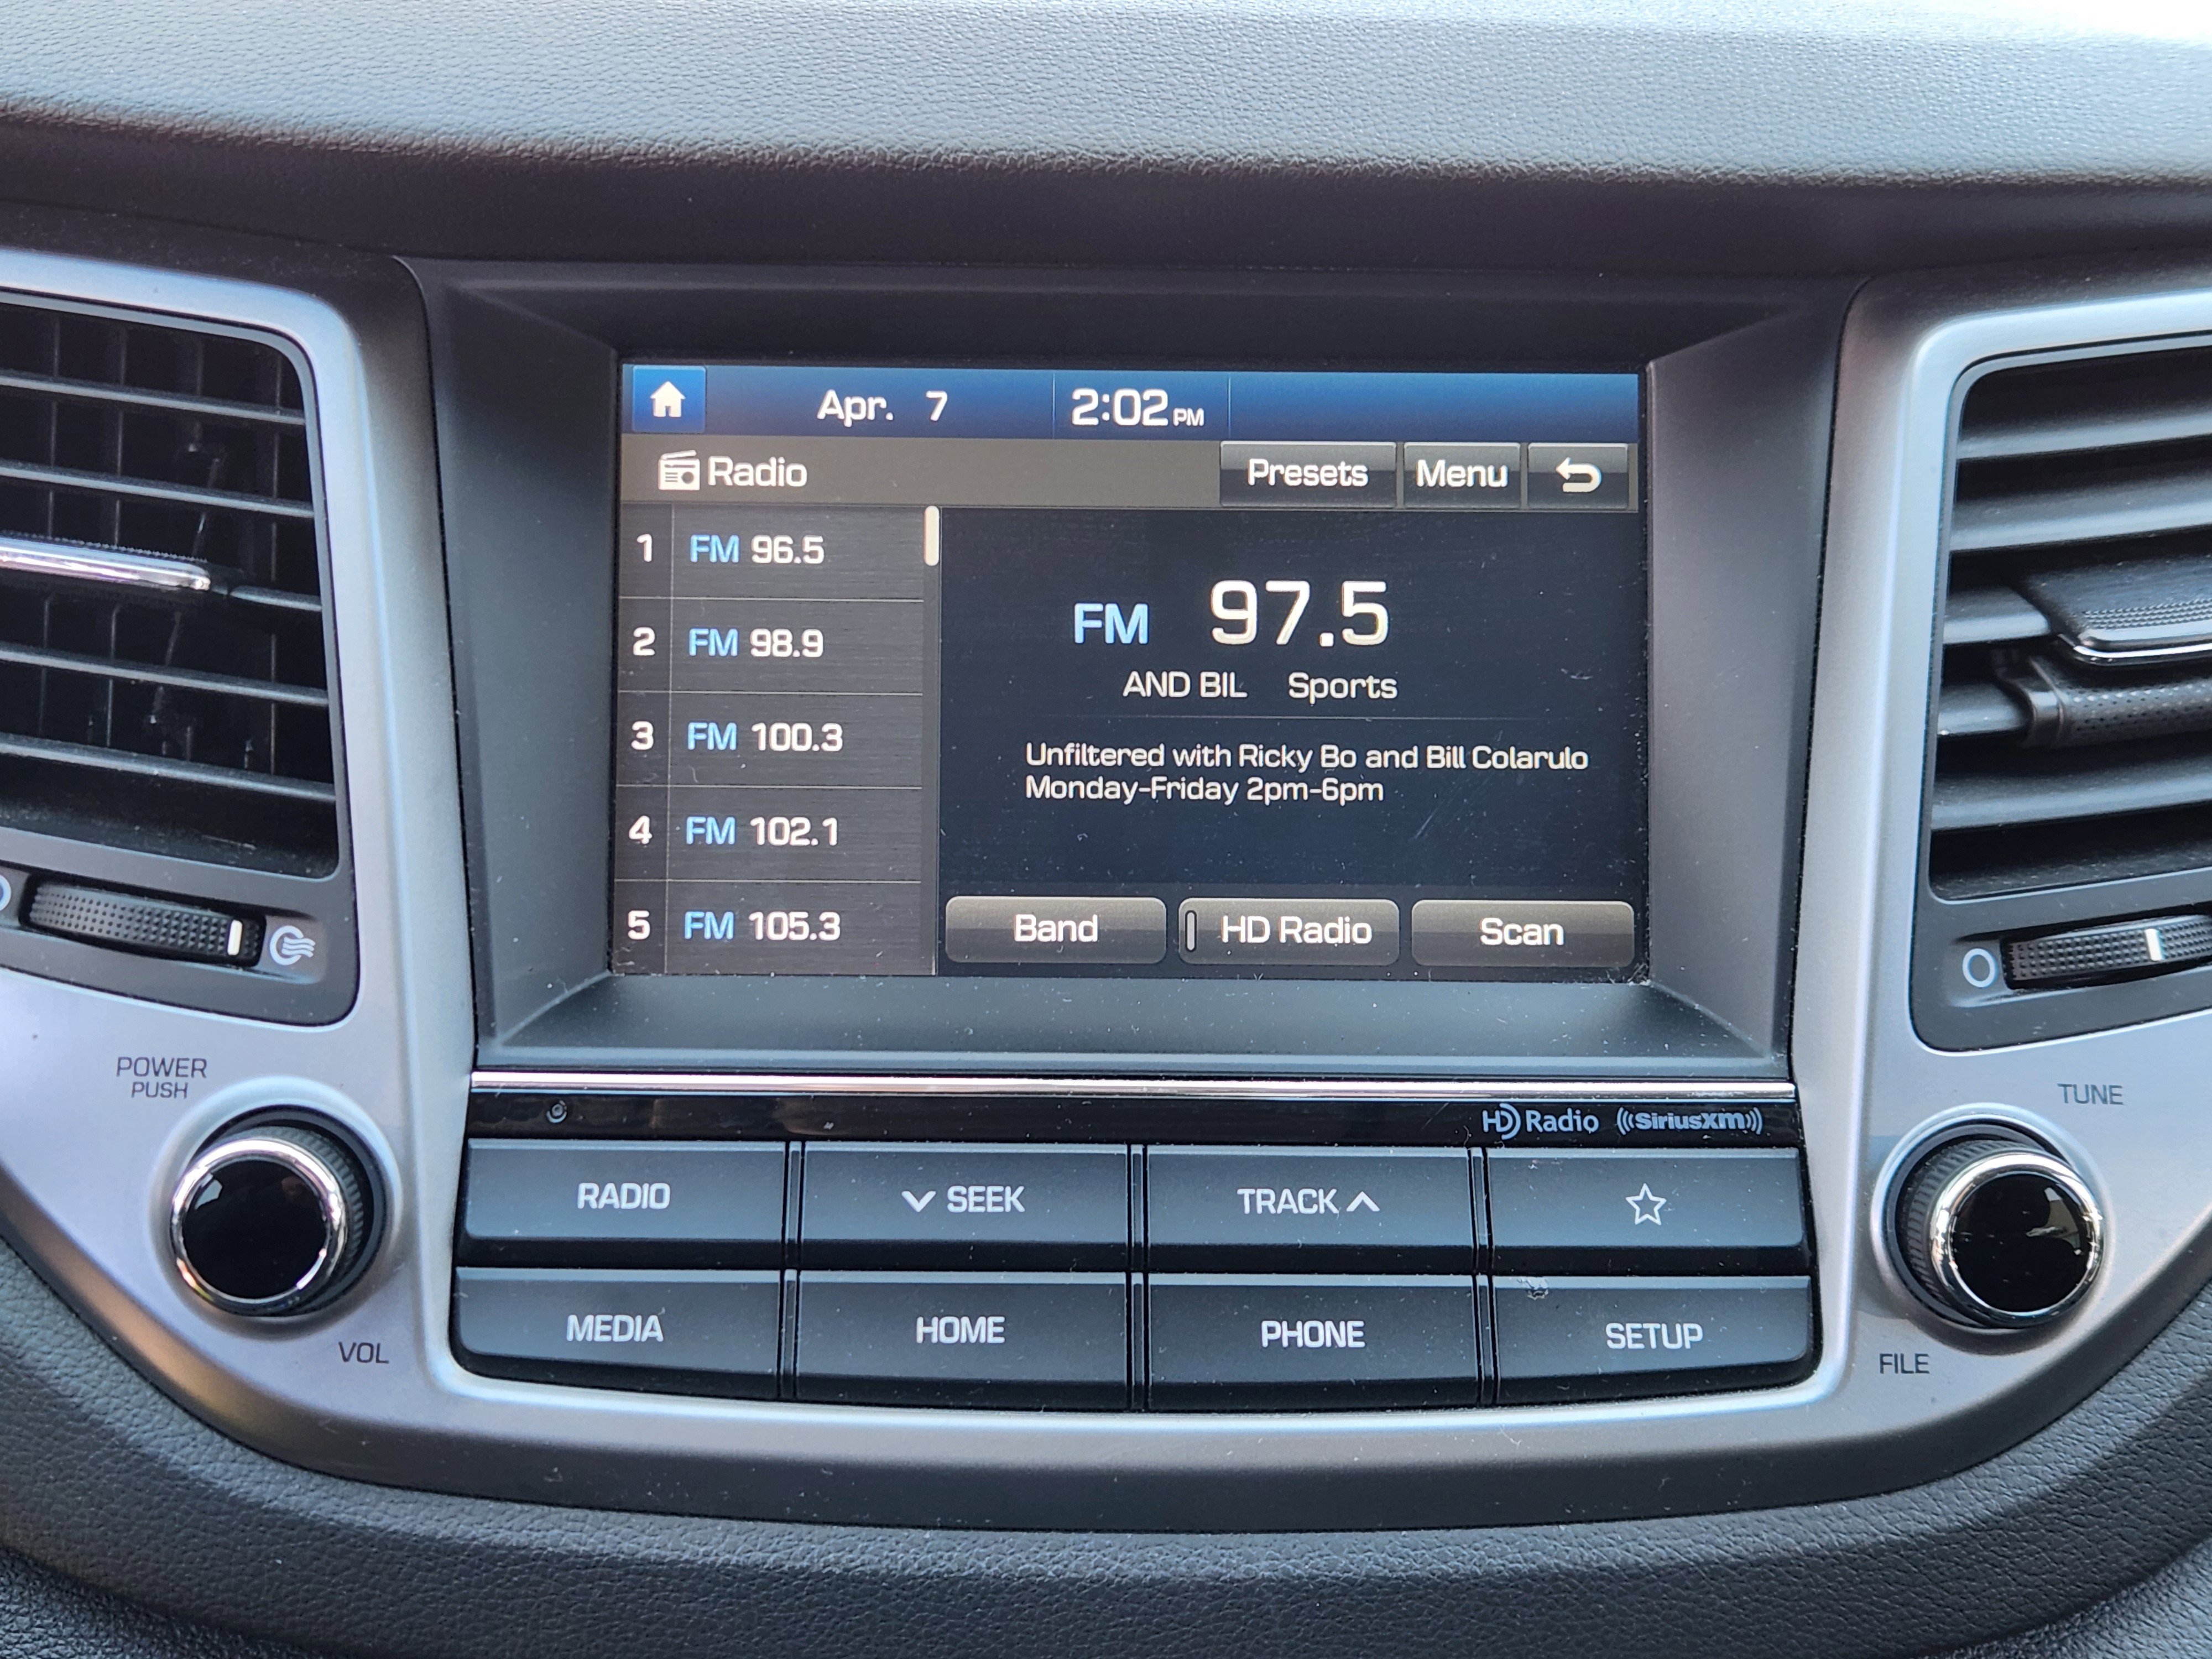 Apr. 7 2:02 PM
Radio Presets Menu
1 FM 96.5
2 FM 98.9
3 FM 100.3
4 FM 102.1
5 FM 105.3
FM 97.5
AND BIL Sports
Unfiltered with Ricky Bo and Bill Colarulo
Monday-Friday 2pm-6pm
Band HD Radio Scan
POWER
PUSH
VOL
HD Radio SiriusXM
RADIO SEEK TRACK
MEDIA HOME PHONE SETUP
TUNE
FILE